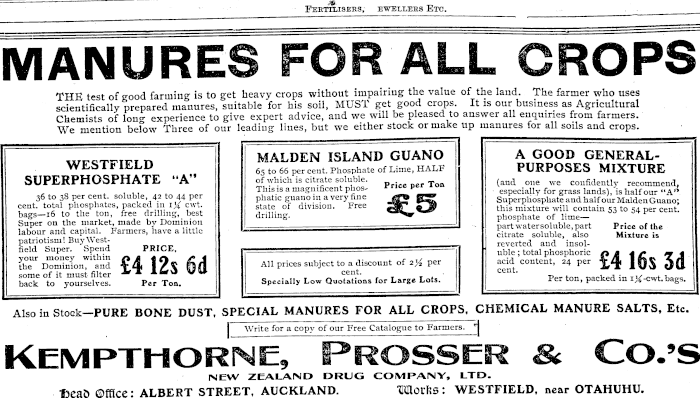 FERTILISERS, EWELLERS ETC.
MANURES FOR ALL CROPS
THE test of good farming is to get heavy crops without impairing the value of the land. The farmer who uses
scientifically prepared manures, suitable for his soil, MUST get good crops. It is our business as Agricultural
Chemists of long experience to give expert advice, and we will be pleased to answer all enquiries from farmers.
We mention below Three of our leading lines, but we either stock or make up manures for all soils and crops.
WESTFIELD
SUPERPHOSPHATE "A"
36 to 38 per cent. soluble, 42 to 44 per
cent. total phosphates, packed in 1¼ cwt.
bags—16 to the ton, free drilling, best
Super on the market, made by Dominion
labour and capital. Farmers, have a little
patriotism! Buy West-
field Super. Spend
your money within
the Dominion, and
some of it must filter
back to yourselves.
PRICE,
£4 12s 6d
Per Ton.
MALDEN ISLAND GUANO
65 to 66 per cent. Phosphate of Lime, HALF
of which is citrate soluble.
This is a magnificent phos-
phatic guano in a very fine
state of division. Free
drilling.
Price per Ton
£5
All prices subject to a discount of 2½ per
cent.
Specially Low Quotations for Large Lots.
A GOOD GENERAL-
PURPOSES MIXTURE
(and one we confidently recommend,
especially for grass lands), is half our "A"
Superphosphate and half our Malden Guano;
this mixture will contain 53 to 54 per cent.
phosphate of lime—
part water soluble, part
citrate soluble, also
reverted and insol-
uble; total phosphoric
acid content, 24 per
cent.
Price of the
Mixture is
£4 16s 3d
Per ton, packed in 1¼-cwt. bags.
Also in Stock—PURE BONE DUST, SPECIAL MANURES FOR ALL CROPS, CHEMICAL MANURE SALTS, Etc.
Write for a copy of our Free Catalogue to Farmers.
KEMPTHORNE, PROSSER & CO.'S
NEW ZEALAND DRUG COMPANY, LTD.
Head Office: ALBERT STREET, AUCKLAND. Works: WESTFIELD, near OTAHUHU.